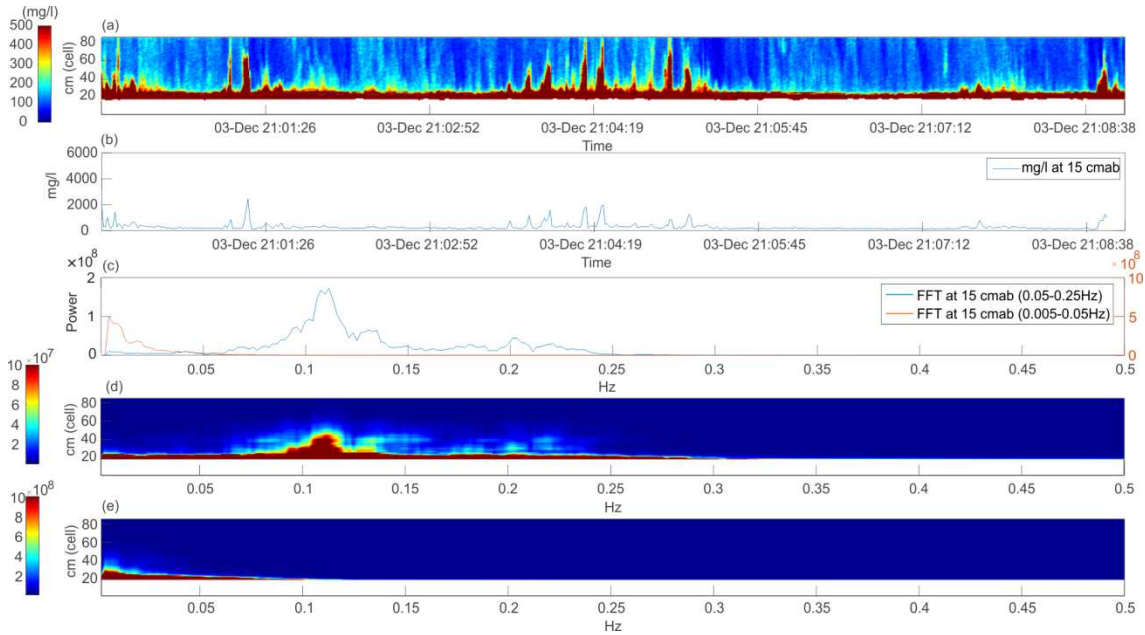 (mg/l)
500
400
300
200
100
0
(a)
cm (cell)
80
60
40
20
03-Dec 21:01:26
03-Dec 21:02:52
03-Dec 21:04:19
03-Dec 21:05:45
03-Dec 21:07:12
03-Dec 21:08:38
Time
(b)
mg/l
6000
4000
2000
0
mg/l at 15 cmab
03-Dec 21:01:26
03-Dec 21:02:52
03-Dec 21:04:19
03-Dec 21:05:45
03-Dec 21:07:12
03-Dec 21:08:38
Time
×10⁸
(c)
Power
2
1
0
FFT at 15 cmab (0.05-0.25Hz)
FFT at 15 cmab (0.005-0.05Hz)
×10⁸
10
5
0
0.05
0.1
0.15
0.2
0.25
0.3
0.35
0.4
0.45
0.5
Hz
×10⁷
10
8
6
4
2
(d)
cm (cell)
80
60
40
20
0.05
0.1
0.15
0.2
0.25
0.3
0.35
0.4
0.45
0.5
Hz
×10⁸
10
8
6
4
2
(e)
cm (cell)
80
60
40
20
0.05
0.1
0.15
0.2
0.25
0.3
0.35
0.4
0.45
0.5
Hz